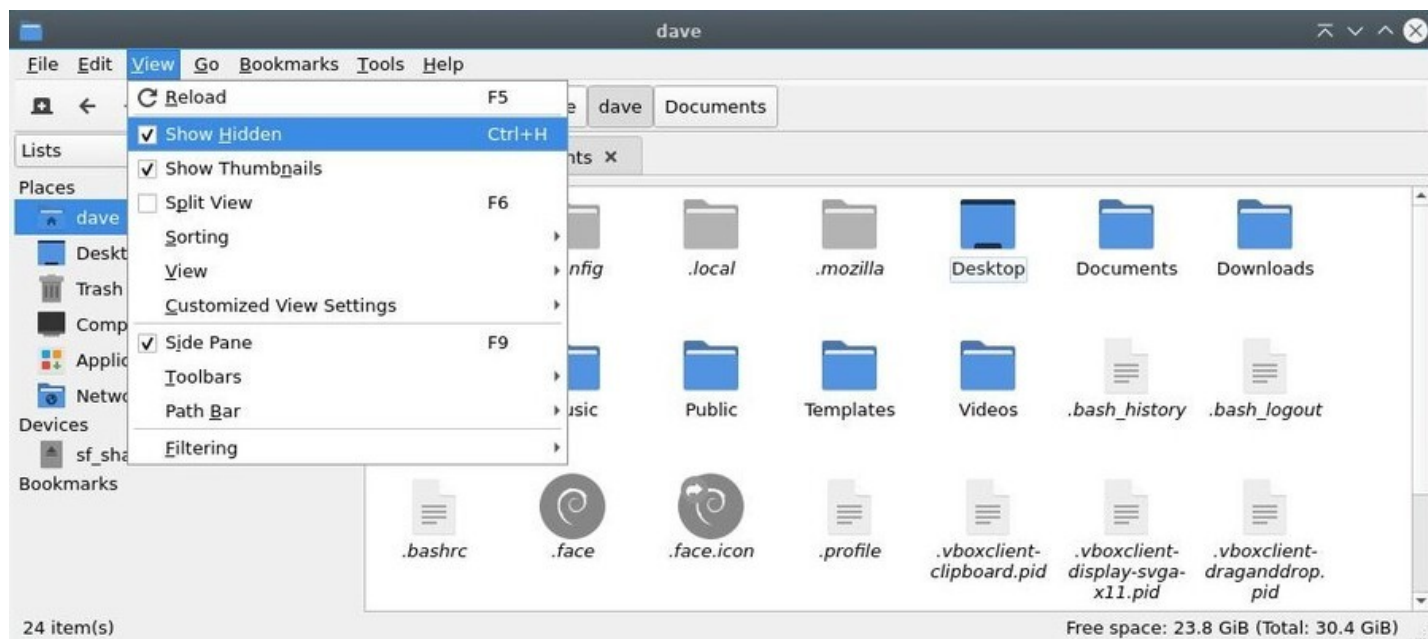 dave
File Edit View Go Bookmarks Tools Help
Reload F5
dave Documents
Show Hidden Ctrl+H
Lists
Show Thumbnails
Places
Split View F6
dave
Sorting
View
Trash
Customized View Settings
Side Pane F9
Toolbars
Path Bar
Devices
Filtering
Bookmarks
.local .mozilla Desktop Documents Downloads
Public Templates Videos .bash_history .bash_logout
.bashrc .face .face.icon .profile .vboxclient- .vboxclient- .vboxclient-
clipboard.pid display-svga- draganddrop.
x11.pid pid
24 item(s) Free space: 23.8 GiB (Total: 30.4 GiB)